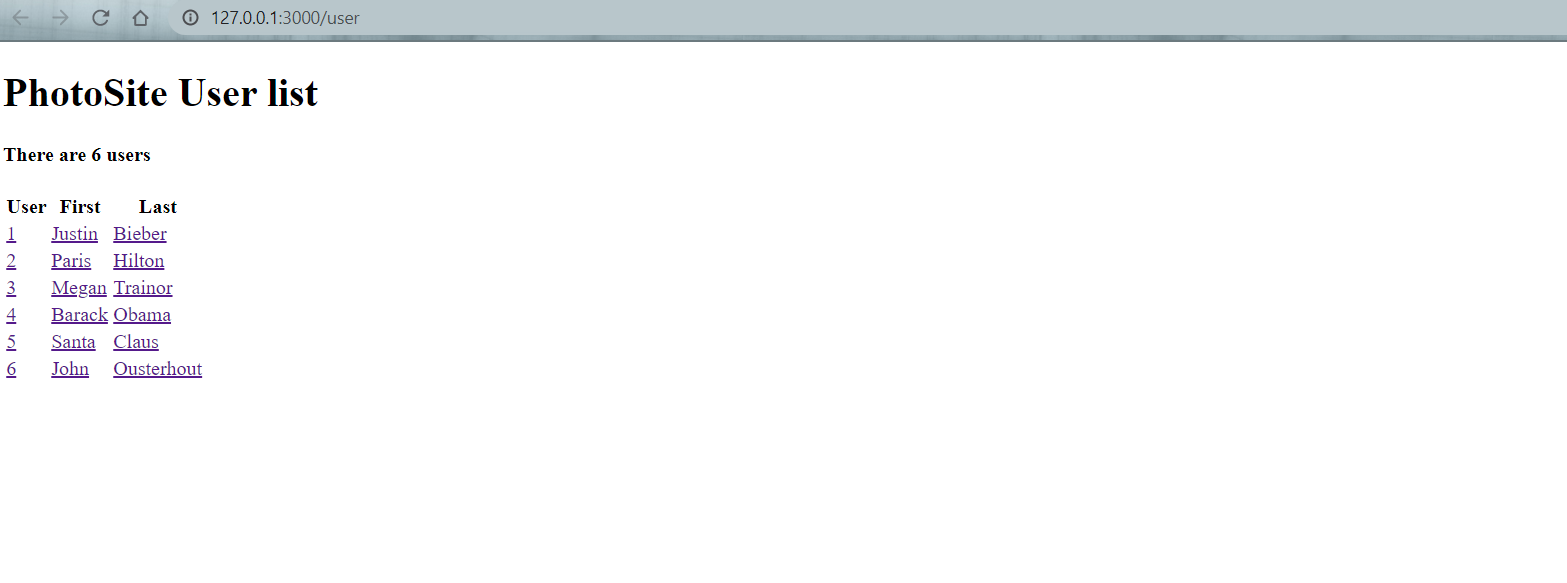 127.0.0.1:3000/user
PhotoSite User list
There are 6 users
User First Last
1 Justin Bieber
2 Paris Hilton
3 Megan Trainor
4 Barack Obama
5 Santa Claus
6 John Ousterhout